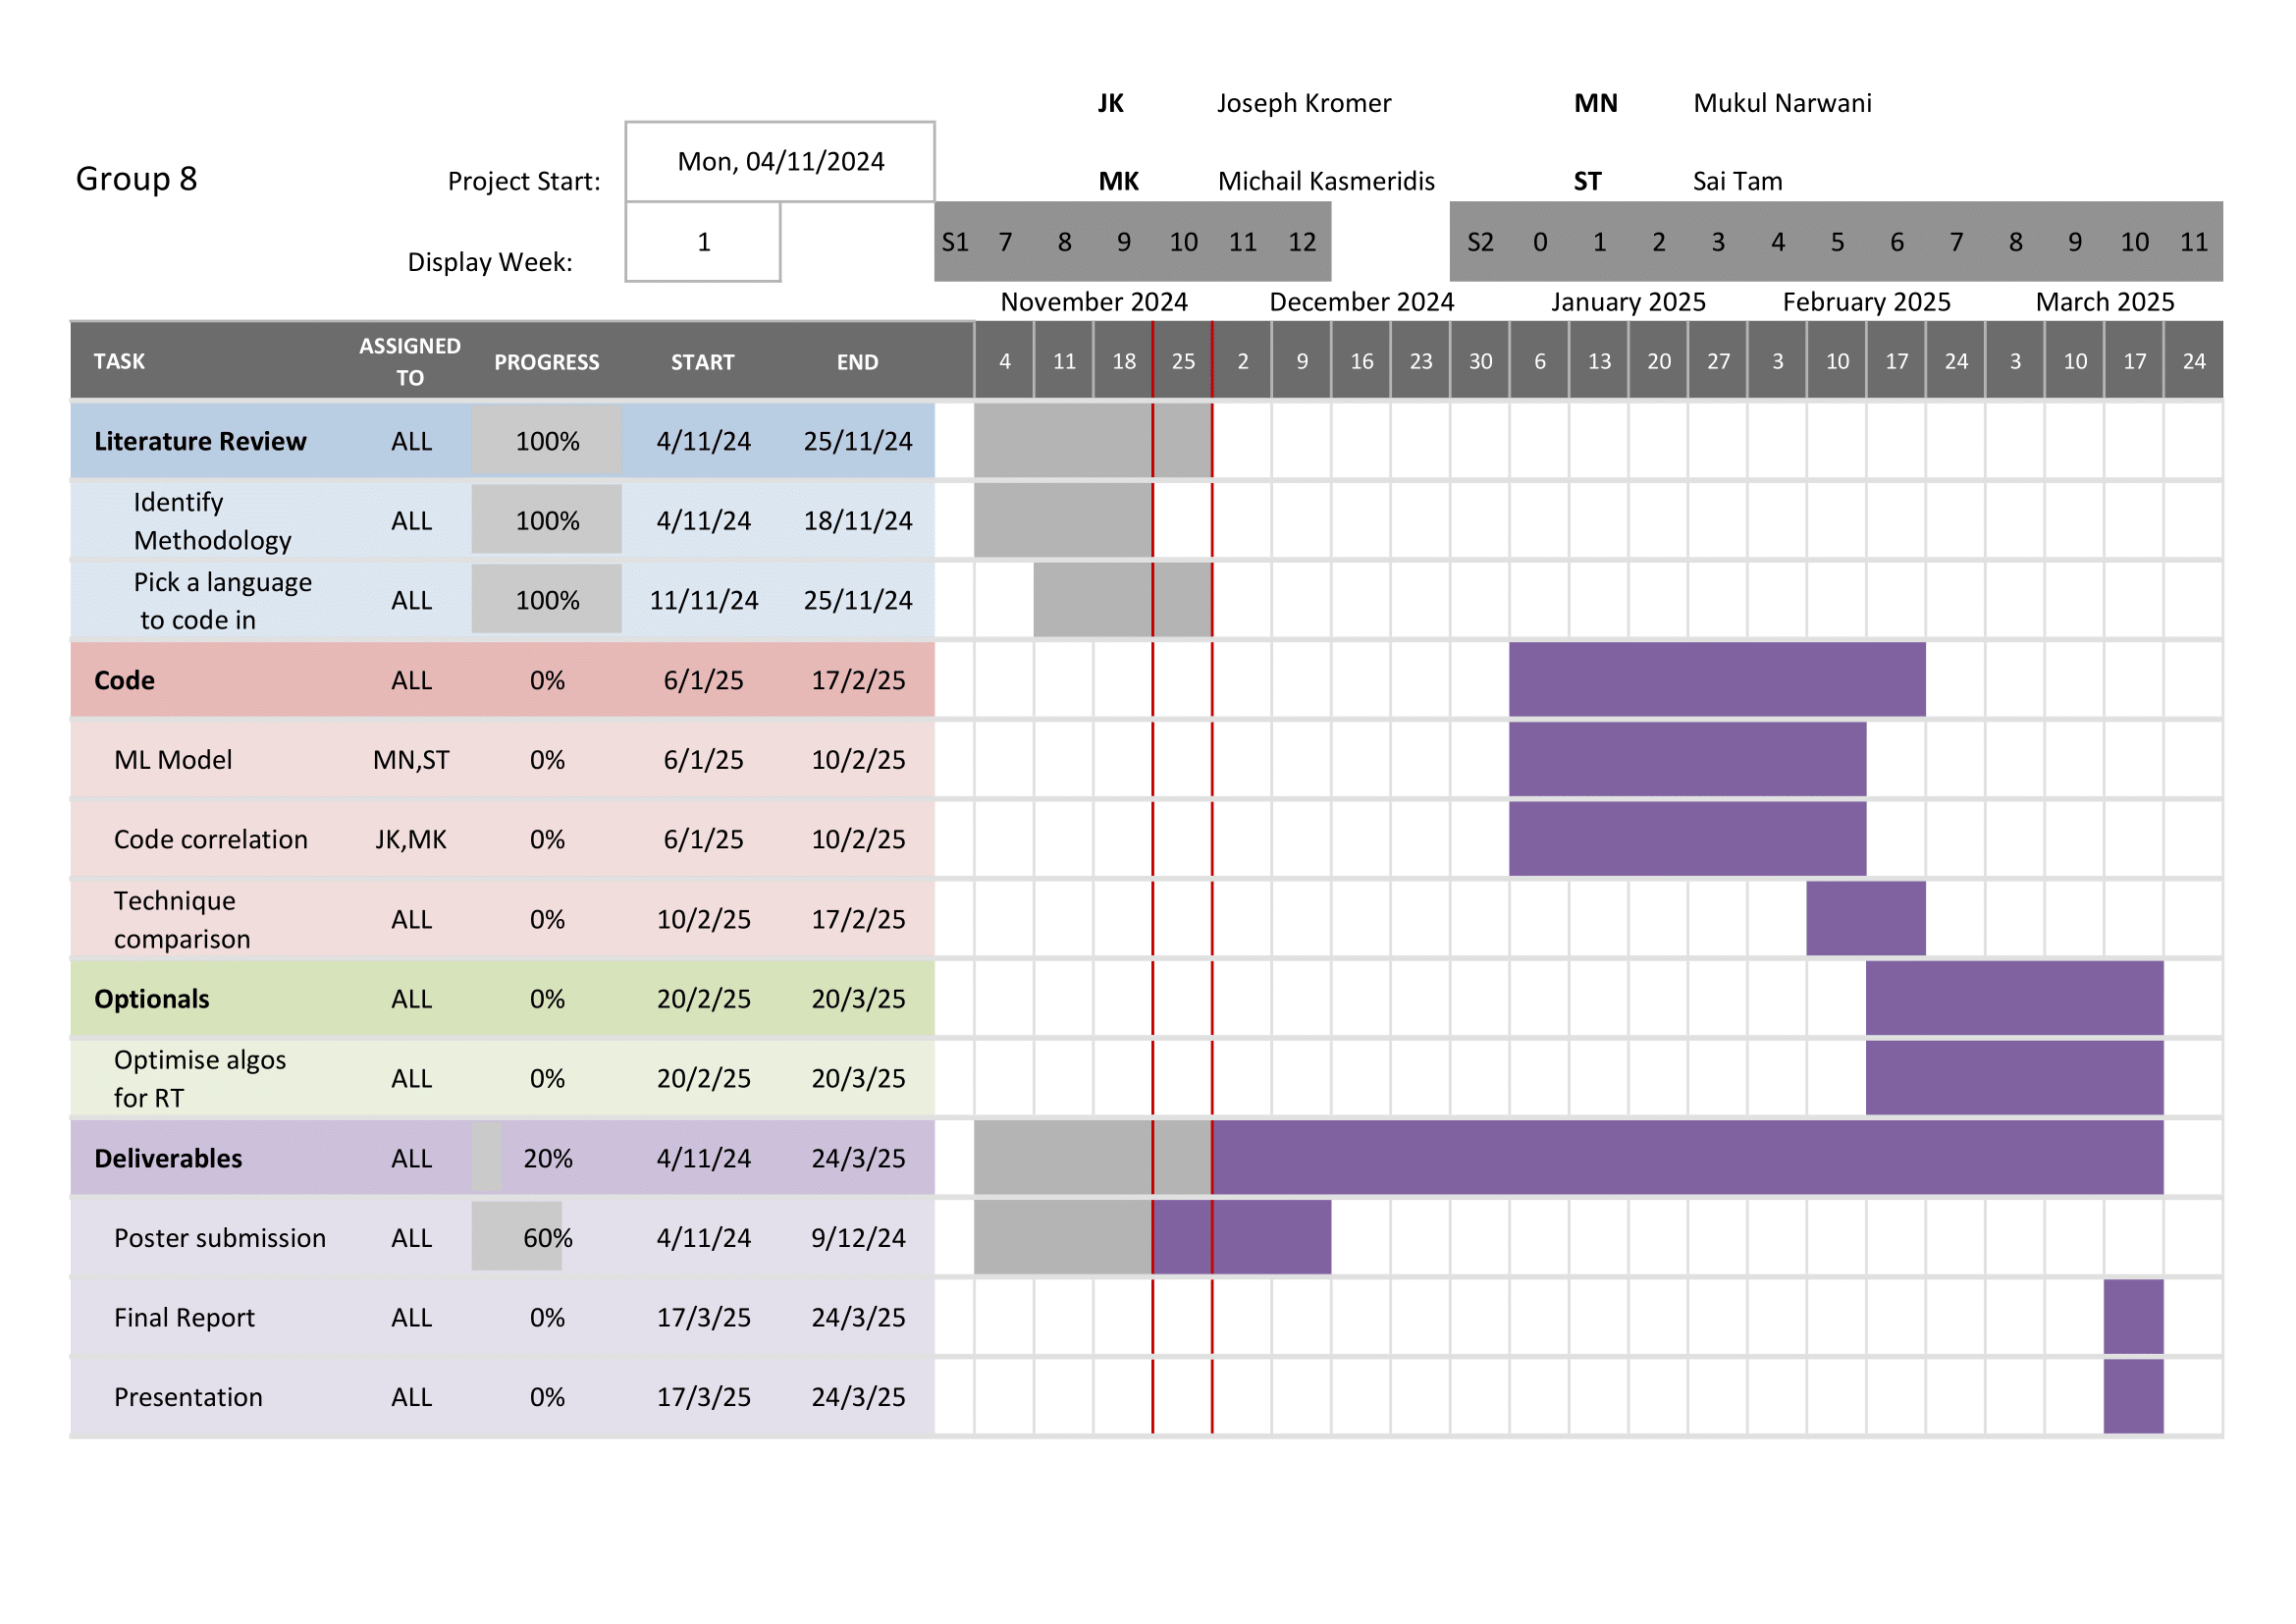 JK Joseph Kromer MN Mukul Narwani
Mon, 04/11/2024
Group 8 Project Start: MK Michail Kasmeridis ST Sai Tam
Display Week: 1 S1 7 8 9 10 11 12 S2 0 1 2 3 4 5 6 7 8 9 10 11
November 2024 December 2024 January 2025 February 2025 March 2025
TASK ASSIGNED TO PROGRESS START END 4 11 18 25 2 9 16 23 30 6 13 20 27 3 10 17 24 3 10 17 24
Literature Review ALL 100% 4/11/24 25/11/24
Identify
Methodology ALL 100% 4/11/24 18/11/24
Pick a language
to code in ALL 100% 11/11/24 25/11/24
Code ALL 0% 6/1/25 17/2/25
ML Model MN,ST 0% 6/1/25 10/2/25
Code correlation JK,MK 0% 6/1/25 10/2/25
Technique
comparison ALL 0% 10/2/25 17/2/25
Optionals ALL 0% 20/2/25 20/3/25
Optimise algos
for RT ALL 0% 20/2/25 20/3/25
Deliverables ALL 20% 4/11/24 24/3/25
Poster submission ALL 60% 4/11/24 9/12/24
Final Report ALL 0% 17/3/25 24/3/25
Presentation ALL 0% 17/3/25 24/3/25